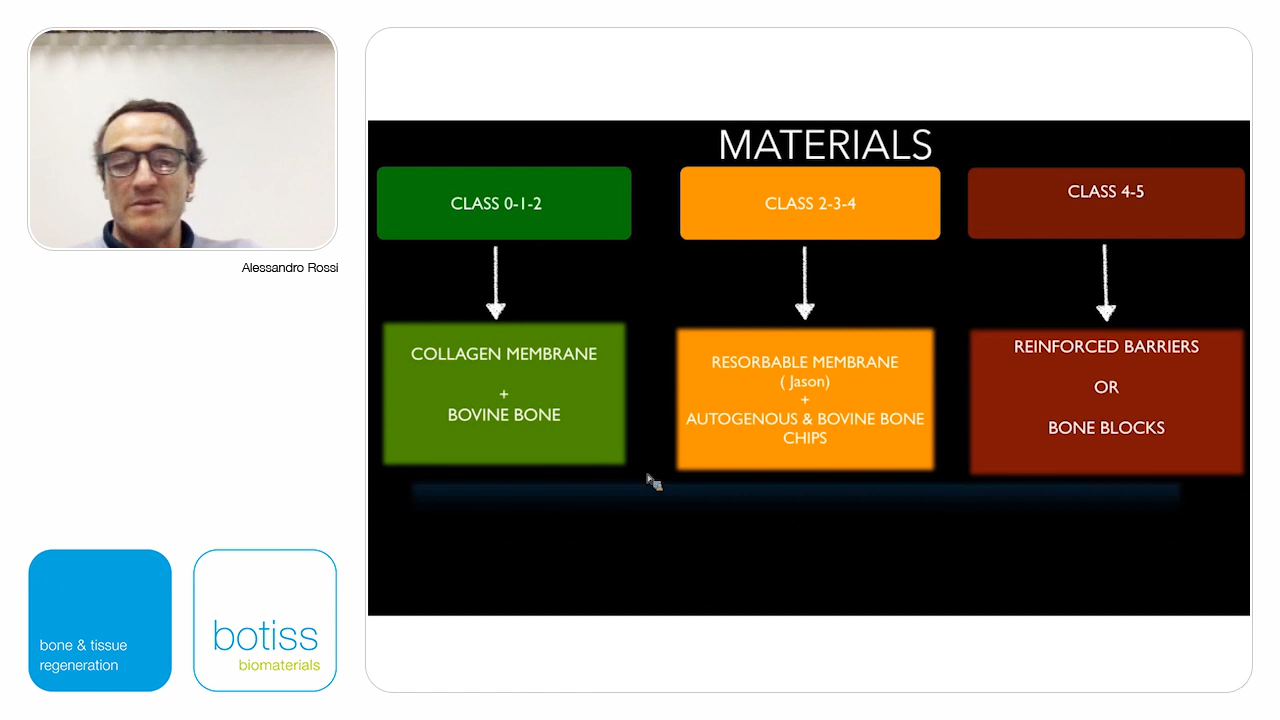 Alessandro Rossi
bone & tissue
regeneration
botiss
biomaterials
MATERIALS
CLASS 0-1-2
COLLAGEN MEMBRANE
+
BOVINE BONE
CLASS 2-3-4
RESORBABLE MEMBRANE
( Jason)
+
AUTOGENOUS & BOVINE BONE
CHIPS
CLASS 4-5
REINFORCED BARRIERS
OR
BONE BLOCKS